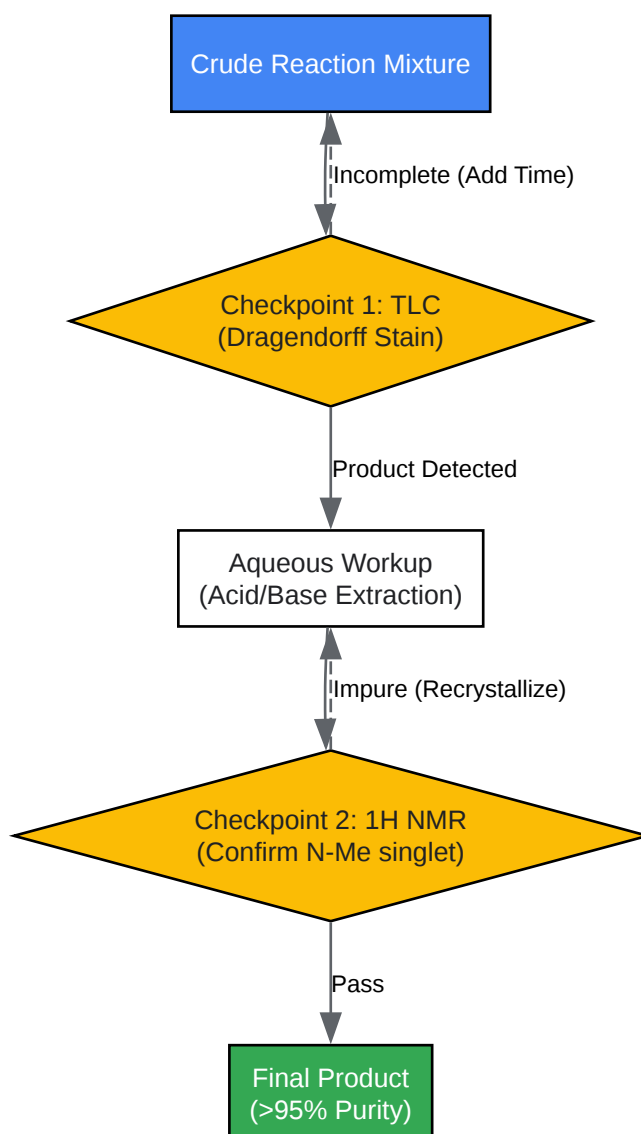 Crude Reaction Mixture
Incomplete (Add Time)
Checkpoint 1: TLC
(Dragendorff Stain)
Product Detected
Aqueous Workup
(Acid/Base Extraction)
Impure (Recrystallize)
Checkpoint 2: 1H NMR
(Confirm N-Me singlet)
Pass
Final Product
(>95% Purity)